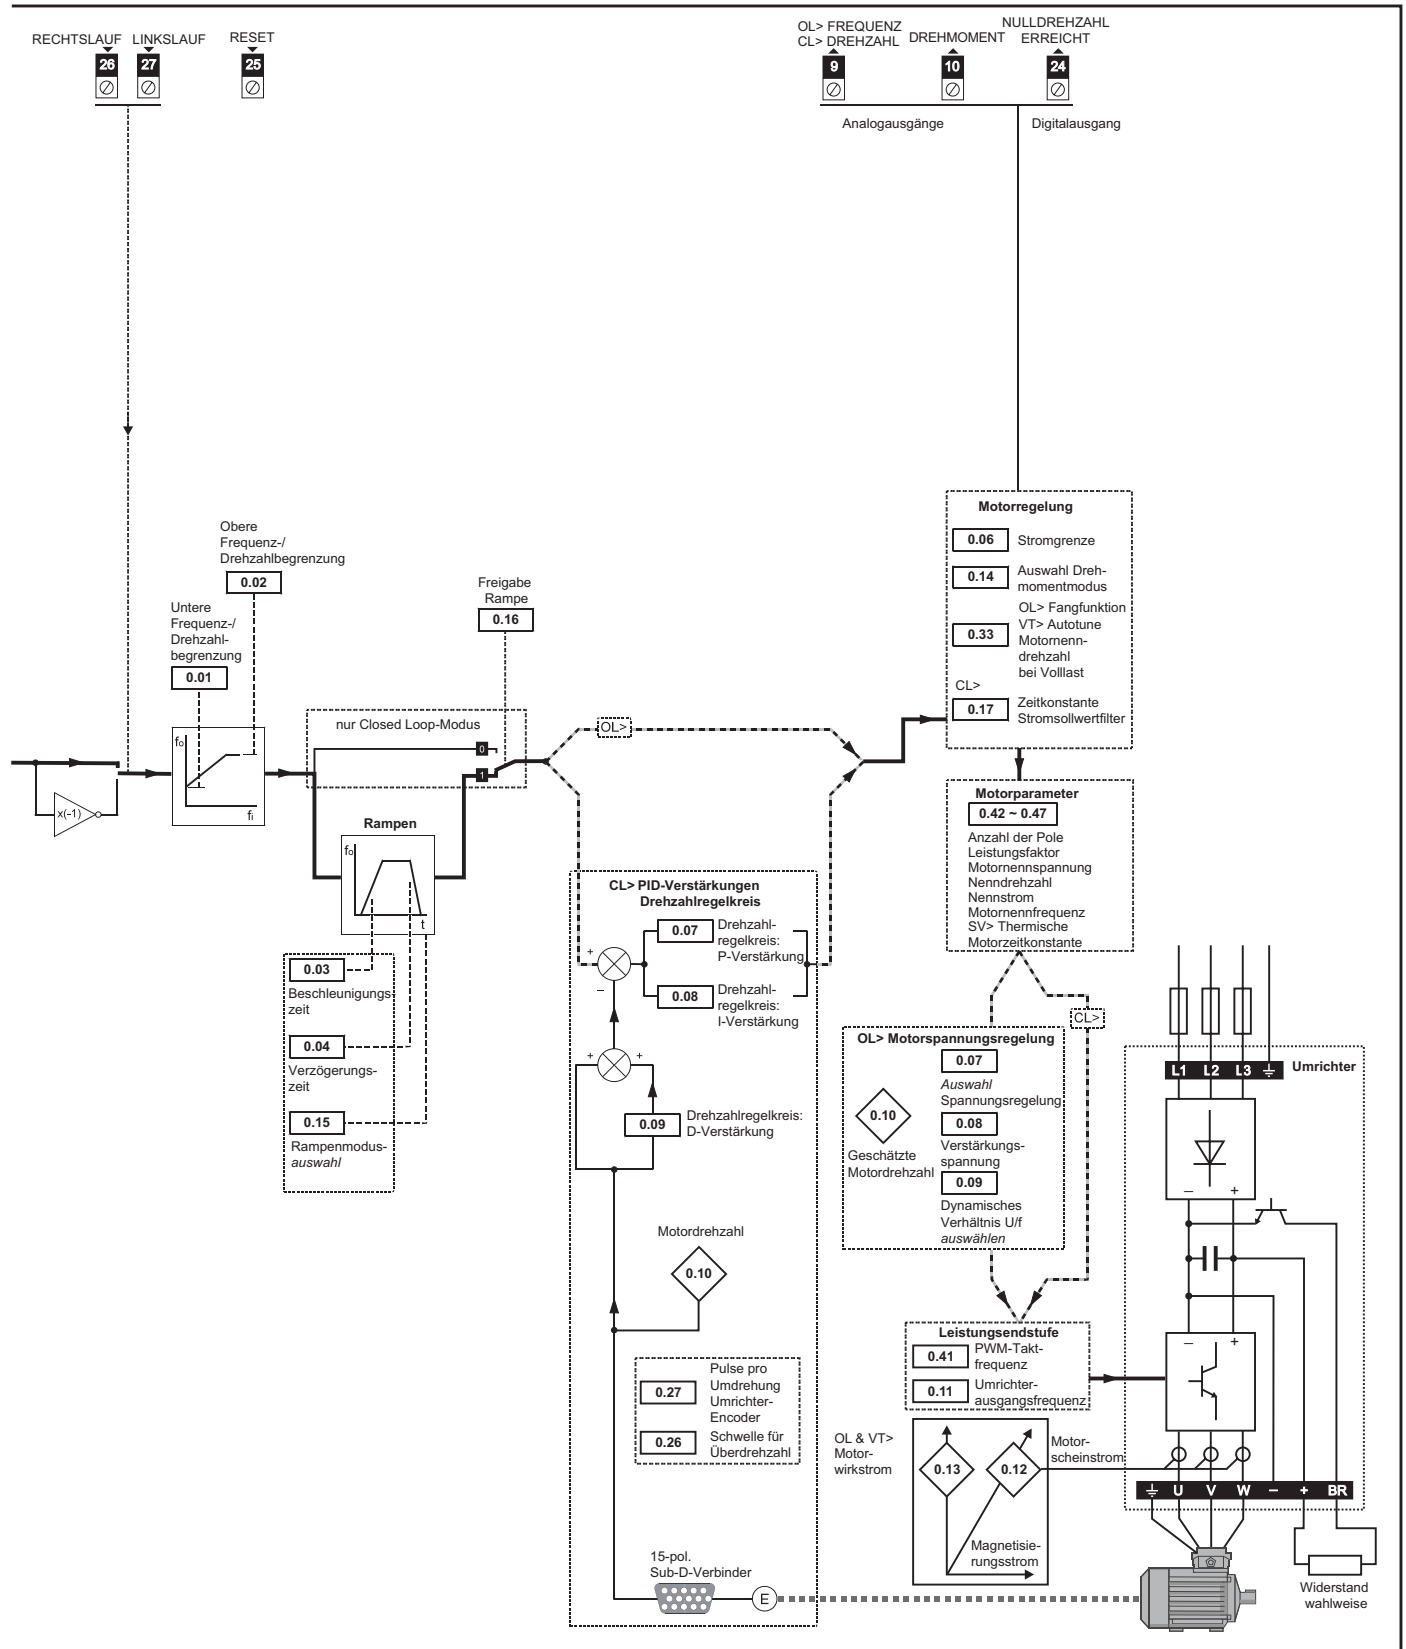 RECHTSLAUF LINKSLAUF RESET
26 27 25
OL> FREQUENZ
CL> DREHZAHL
DREHMOMENT
NULLDREHZAHL
ERREICHT
9 10 24
Analogausgänge
Digitalausgang
Obere
Frequenz-/
Drehzahlbegrenzung
0.02
Untere
Frequenz-/
Drehzahl-
begrenzung
0.01
Freigabe
Rampe
0.16
nur Closed Loop-Modus
0
1
x(-1)
fo
fi
Rampen
fo
t
0.03
Beschleunigungs-
zeit
0.04
Verzögerungs-
zeit
0.15
Rampenmodus-
auswahl
OL>
CL> PID-Verstärkungen
Drehzahlregelkreis
0.07
Drehzahl-
regelkreis:
P-Verstärkung
+
–
0.08
Drehzahl-
regelkreis:
I-Verstärkung
+ +
0.09
Drehzahlregelkreis:
D-Verstärkung
Motordrehzahl
0.10
Pulse pro
0.27 Umdrehung
Umrichter-
Encoder
0.26 Schwelle für
Überdrehzahl
15-pol.
Sub-D-Verbinder
E
Motorregelung
0.06 Stromgrenze
0.14 Auswahl Dreh-
momentmodus
OL> Fangfunktion
0.33 VT> Autotune
Motornenn-
drehzahl
bei Volllast
CL>
0.17 Zeitkonstante
Stromsollwertfilter
Motorparameter
0.42 ~ 0.47
Anzahl der Pole
Leistungsfaktor
Motornennspannung
Nenndrehzahl
Nennstrom
Motornennfrequenz
SV> Thermische
Motorzeitkonstante
CL>
OL> Motorspannungsregelung
0.07
Auswahl
Spannungsregelung
0.10
Geschätzte
Motordrehzahl
0.08
Verstärkungs-
spannung
0.09
Dynamisches
Verhältnis U/f
auswählen
Leistungsendstufe
0.41 PWM-Takt-
frequenz
0.11 Umrichter-
ausgangsfrequenz
OL & VT>
Motor-
wirkstrom
0.13 0.12
Motor-
scheinstrom
Magnetisie-
rungsstrom
L1 L2 L3
Umrichter
– +
– +
U V W – + BR
Widerstand
wahlweise